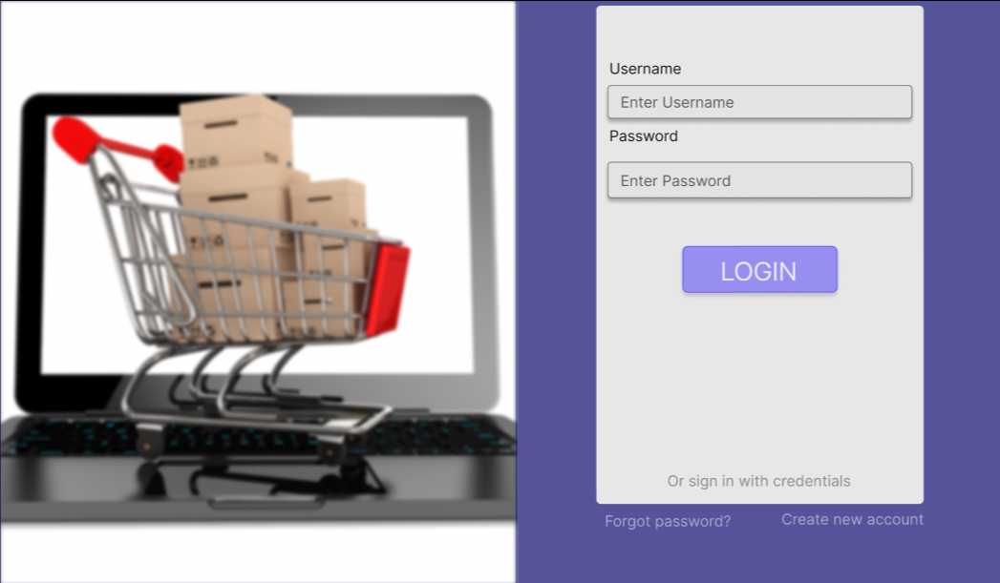 Username
Enter Username
Password
Enter Password
LOGIN
Or sign in with credentials
Forgot password?
Create new account